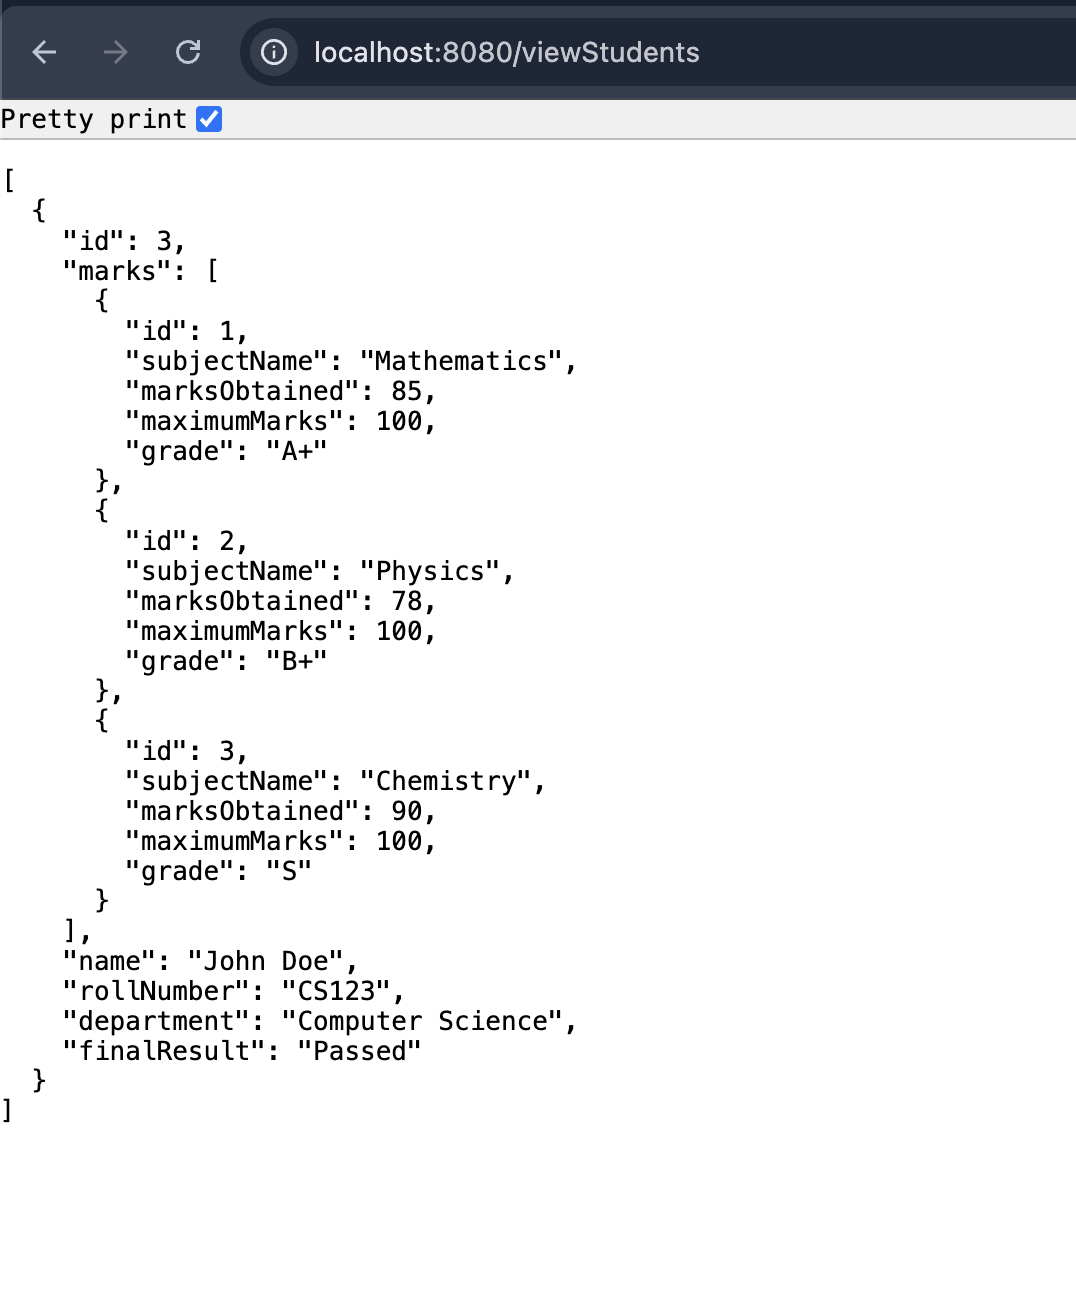 localhost:8080/viewStudents
Pretty print
[
  {
    "id": 3,
    "marks": [
      {
        "id": 1,
        "subjectName": "Mathematics",
        "marksObtained": 85,
        "maximumMarks": 100,
        "grade": "A+"
      },
      {
        "id": 2,
        "subjectName": "Physics",
        "marksObtained": 78,
        "maximumMarks": 100,
        "grade": "B+"
      },
      {
        "id": 3,
        "subjectName": "Chemistry",
        "marksObtained": 90,
        "maximumMarks": 100,
        "grade": "S"
      }
    ],
    "name": "John Doe",
    "rollNumber": "CS123",
    "department": "Computer Science",
    "finalResult": "Passed"
  }
]